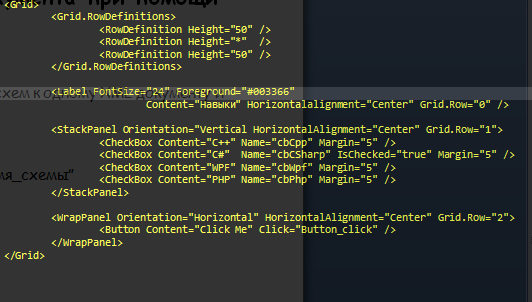 нта при помощи
<Grid>
<Grid.RowDefinitions>
<RowDefinition Height="50" />
<RowDefinition Height="*" />
<RowDefinition Height="50" />
</Grid.RowDefinitions>
<Label FontSize="24" Foreground="#003366"
Content="Навыки" Horizontalalignment="Center" Grid.Row="0" />
<StackPanel Orientation="Vertical HorizontalAlignment="Center" Grid.Row="1">
<CheckBox Content="C++" Name="cbCpp" Margin="5" />
<CheckBox Content="C#" Name="cbCSharp" IsChecked="true" Margin="5" />
<CheckBox Content="WPF" Name="cbWpf" Margin="5" />
мя_схемы"
<CheckBox Content="PHP" Name="cbPhp" Margin="5" />
</StackPanel>
<WrapPanel Orientation="Horizontal" HorizontalAlignment="Center" Grid.Row="2">
<Button Content="Click Me" Click="Button_click" />
</WrapPanel>
</Grid>